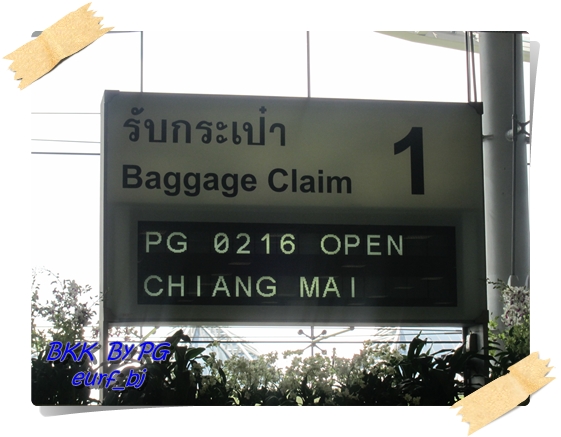 รับกระเป๋า
Baggage Claim
1
PG 0216 OPEN
CHIANG MAI
BKK By PG
eurf_bj